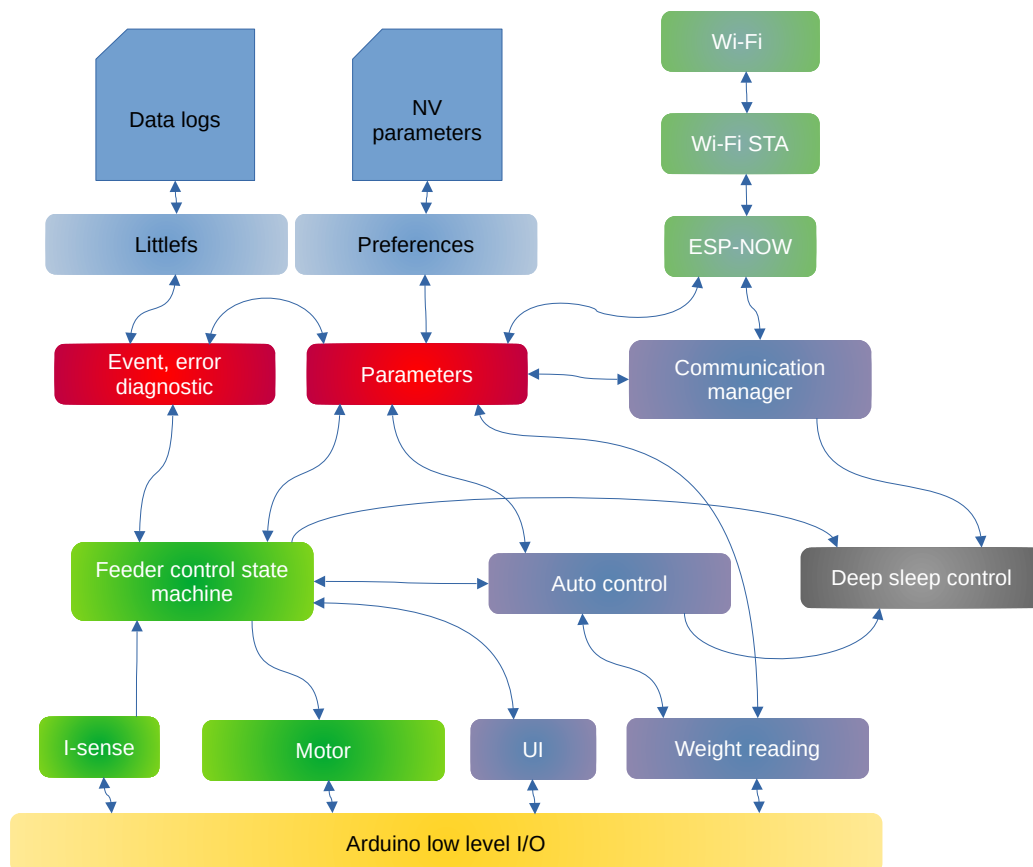 Wi-Fi
Data logs
NV
parameters
Wi-Fi STA
Littlefs
Preferences
ESP-NOW
Event, error
diagnostic
Parameters
Communication
manager
Feeder control state
machine
Auto control
Deep sleep control
I-sense
Motor
UI
Weight reading
Arduino low level I/O